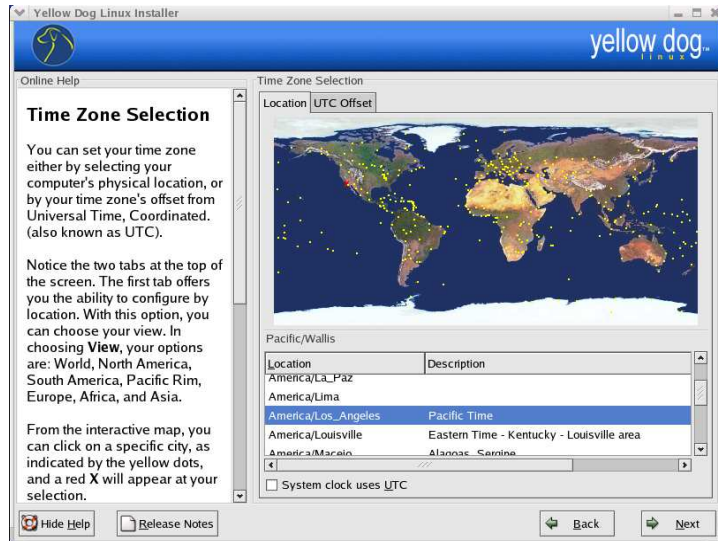 Yellow Dog Linux Installer
yellow dog™
linux
Online Help
Time Zone Selection
You can set your time zone
either by selecting your
computer's physical location, or
by your time zone's offset from
Universal Time, Coordinated.
(also known as UTC).
Notice the two tabs at the top of
the screen. The first tab offers
you the ability to configure by
location. With this option, you
can choose your view. In
choosing View, your options
are: World, North America,
South America, Pacific Rim,
Europe, Africa, and Asia.
From the interactive map, you
can click on a specific city, as
indicated by the yellow dots,
and a red X will appear at your
selection.
Time Zone Selection
Location UTC Offset
Pacific/Wallis
Location Description
America/La_Paz
America/Lima
America/Los_Angeles Pacific Time
America/Louisville Eastern Time - Kentucky - Louisville area
America/Maceio Alagoas, Sergipe
System clock uses UTC
Hide Help Release Notes Back Next